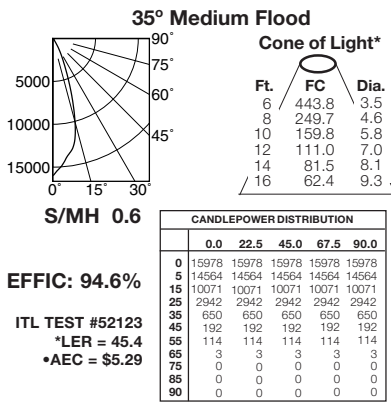 35º Medium Flood
90˚
75˚
60˚
45˚
5000
10000
15000
0˚ 15˚ 30˚
S/MH 0.6
Cone of Light*
Ft. FC Dia.
6 443.8 3.5
8 249.7 4.6
10 159.8 5.8
12 111.0 7.0
14 81.5 8.1
16 62.4 9.3
EFFIC: 94.6%
ITL TEST #52123
*LER = 45.4
•AEC = $5.29
CANDLEPOWER DISTRIBUTION
0.0 22.5 45.0 67.5 90.0
0 15978 15978 15978 15978 15978
5 14564 14564 14564 14564 14564
15 10071 10071 10071 10071 10071
25 2942 2942 2942 2942 2942
35 650 650 650 650 650
45 192 192 192 192 192
55 114 114 114 114 114
65 3 3 3 3 3
75 0 0 0 0 0
85 0 0 0 0 0
90 0 0 0 0 0